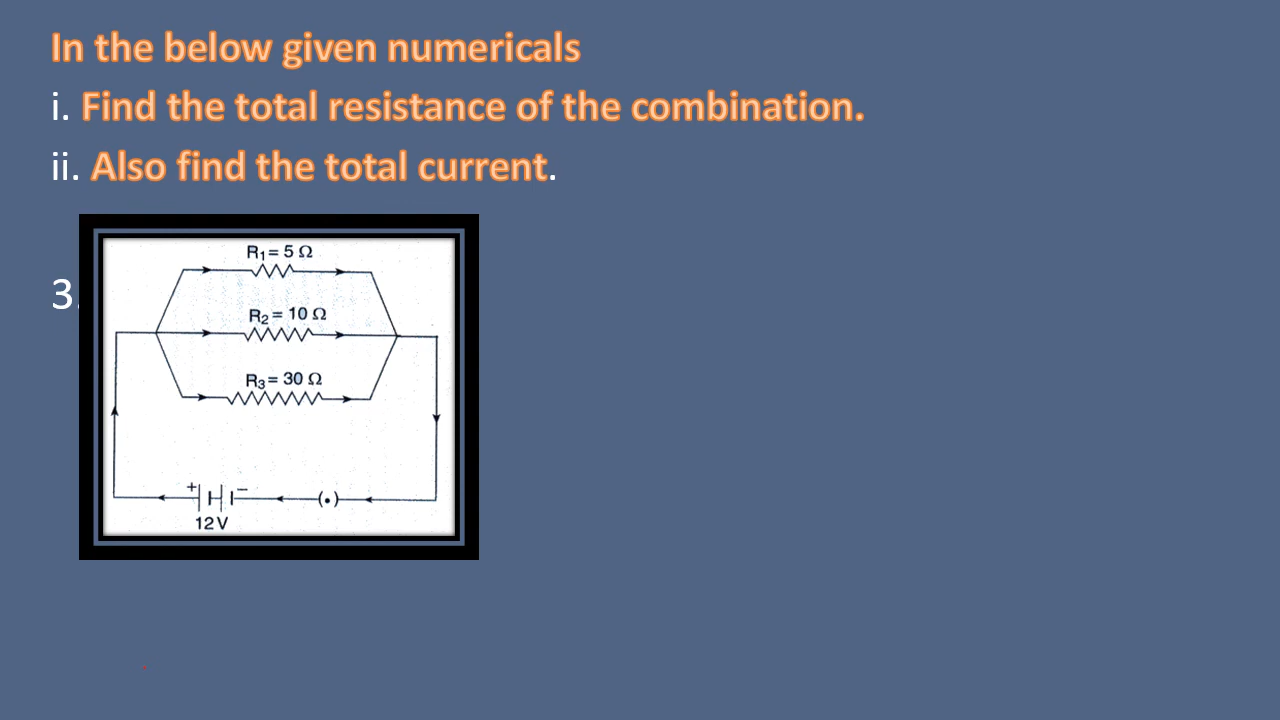 In the below given numericals
i. Find the total resistance of the combination.
ii. Also find the total current.
3.
R₁= 5 Ω
R₂= 10 Ω
R₃= 30 Ω
+ −
(•)
12V